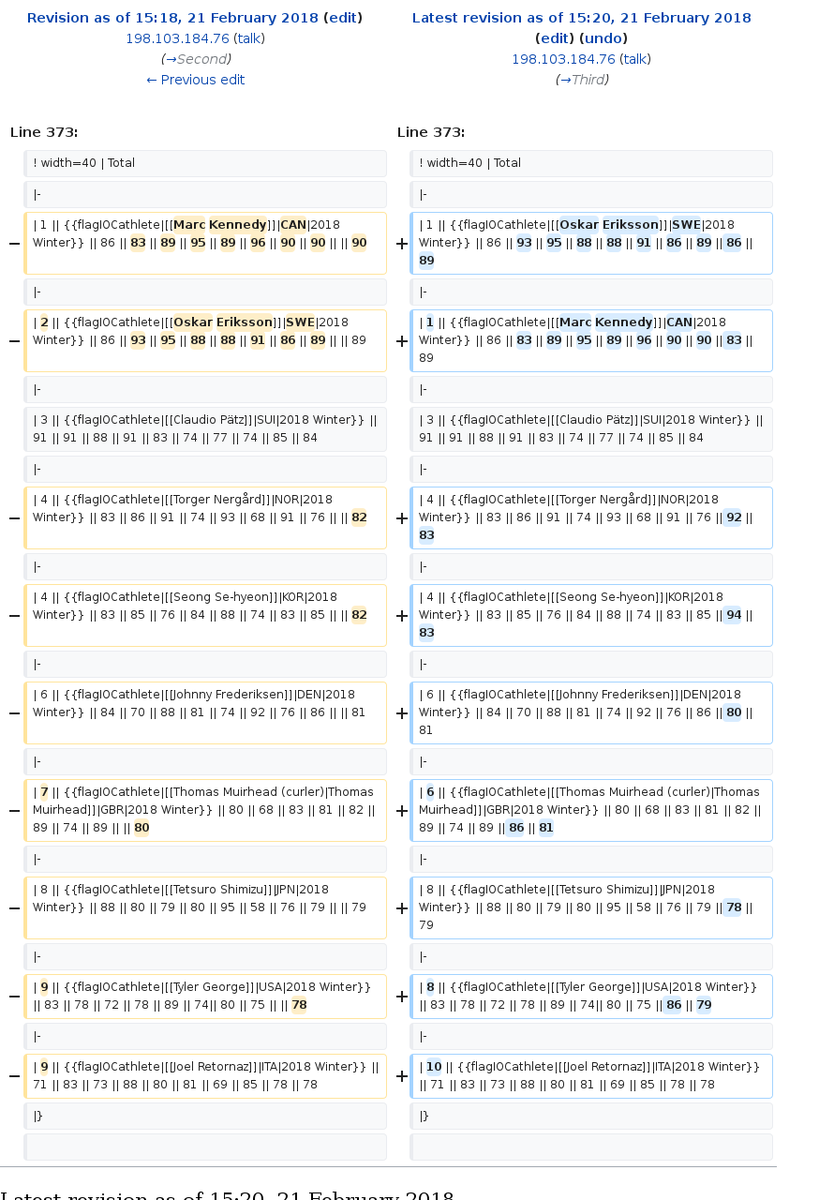 Revision as of 15:18, 21 February 2018 (edit)
198.103.184.76 (talk)
(→Second)
← Previous edit
Latest revision as of 15:20, 21 February 2018
(edit) (undo)
198.103.184.76 (talk)
(→Third)
Line 373:
Line 373:
! width=40 | Total
! width=40 | Total
|-
|-
− | 1 || {{flagIOCathlete|[[Marc Kennedy]]|CAN|2018
Winter}} || 86 || 83 || 89 || 95 || 89 || 96 || 90 || 90 || || 90
+ | 1 || {{flagIOCathlete|[[Oskar Eriksson]]|SWE|2018
Winter}} || 86 || 93 || 95 || 88 || 88 || 91 || 86 || 89 || 86 ||
89
|-
|-
− | 2 || {{flagIOCathlete|[[Oskar Eriksson]]|SWE|2018
Winter}} || 86 || 93 || 95 || 88 || 88 || 91 || 86 || 89 || || 89
+ | 1 || {{flagIOCathlete|[[Marc Kennedy]]|CAN|2018
Winter}} || 86 || 83 || 89 || 95 || 89 || 96 || 90 || 90 || 83 ||
89
|-
|-
| 3 || {{flagIOCathlete|[[Claudio Pätz]]|SUI|2018 Winter}} ||
91 || 91 || 88 || 91 || 83 || 74 || 77 || 74 || 85 || 84
| 3 || {{flagIOCathlete|[[Claudio Pätz]]|SUI|2018 Winter}} ||
91 || 91 || 88 || 91 || 83 || 74 || 77 || 74 || 85 || 84
|-
|-
− | 4 || {{flagIOCathlete|[[Torger Nergård]]|NOR|2018
Winter}} || 83 || 86 || 91 || 74 || 93 || 68 || 91 || 76 || || 82
+ | 4 || {{flagIOCathlete|[[Torger Nergård]]|NOR|2018
Winter}} || 83 || 86 || 91 || 74 || 93 || 68 || 91 || 76 || 92 ||
83
|-
|-
− | 4 || {{flagIOCathlete|[[Seong Se-hyeon]]|KOR|2018
Winter}} || 83 || 85 || 76 || 84 || 88 || 74 || 83 || 85 || || 82
+ | 4 || {{flagIOCathlete|[[Seong Se-hyeon]]|KOR|2018
Winter}} || 83 || 85 || 76 || 84 || 88 || 74 || 83 || 85 || 94 ||
83
|-
|-
− | 6 || {{flagIOCathlete|[[Johnny Frederiksen]]|DEN|2018
Winter}} || 84 || 70 || 88 || 81 || 74 || 92 || 76 || 86 || || 81
+ | 6 || {{flagIOCathlete|[[Johnny Frederiksen]]|DEN|2018
Winter}} || 84 || 70 || 88 || 81 || 74 || 92 || 76 || 86 || 80 ||
81
|-
|-
− | 7 || {{flagIOCathlete|[[Thomas Muirhead (curler)|Thomas
Muirhead]]|GBR|2018 Winter}} || 80 || 68 || 83 || 81 || 82 ||
89 || 74 || 89 || || 80
+ | 6 || {{flagIOCathlete|[[Thomas Muirhead (curler)|Thomas
Muirhead]]|GBR|2018 Winter}} || 80 || 68 || 83 || 81 || 82 ||
89 || 74 || 89 || 86 || 81
|-
|-
− | 8 || {{flagIOCathlete|[[Tetsuro Shimizu]]|JPN|2018
Winter}} || 88 || 80 || 79 || 80 || 95 || 58 || 76 || 79 || || 79
+ | 8 || {{flagIOCathlete|[[Tetsuro Shimizu]]|JPN|2018
Winter}} || 88 || 80 || 79 || 80 || 95 || 58 || 76 || 79 || 78 ||
79
|-
|-
− | 9 || {{flagIOCathlete|[[Tyler George]]|USA|2018 Winter}}
|| 83 || 78 || 72 || 78 || 89 || 74|| 80 || 75 || || 78
+ | 8 || {{flagIOCathlete|[[Tyler George]]|USA|2018 Winter}}
|| 83 || 78 || 72 || 78 || 89 || 74|| 80 || 75 || 86 || 79
|-
|-
− | 9 || {{flagIOCathlete|[[Joel Retornaz]]|ITA|2018 Winter}} ||
71 || 83 || 73 || 88 || 80 || 81 || 69 || 85 || 78 || 78
+ | 10 || {{flagIOCathlete|[[Joel Retornaz]]|ITA|2018 Winter}}
|| 71 || 83 || 73 || 88 || 80 || 81 || 69 || 85 || 78 || 78
|}
|}
Latest revision as of 15:20, 21 February 2018